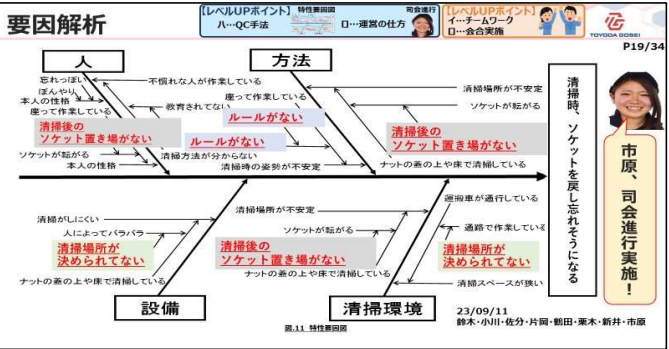 要因解析
【レベルUPポイント】 特性要因図
ハ…QC手法
ロ…運営の仕方
司会進行
【レベルUPポイント】
イ…チームワーク
ロ…会合実施
TOYODA GOSEI
P19/34
人
忘れっぽい
ぼんやり
本人の性格
座って作業している
清掃後の
ソケット置き場がない
ソケットが転がる
本人の性格
不慣れな人が作業している
教育されてない
ルールがない
清掃方法が分からない
方法
座って作業している
ルールがない
清掃時の姿勢が不安定
清掃場所が不安定
ソケットが転がる
清掃後の
ソケット置き場がない
ナットの蓋の上や床で清掃している
清掃時、ソケットを戻し忘れそうになる
市原、司会進行実施！
清掃がしにくい
人によってバラバラ
清掃場所が
決められてない
ナットの蓋の上や床で清掃している
設備
清掃場所が不安定
ソケットが転がる
清掃後の
ソケット置き場がない
ナットの蓋の上や床で清掃している
運搬車が通行している
通路で作業している
清掃場所が
決められてない
清掃スペースが狭い
清掃環境
図.11 特性要因図
23/09/11
鈴木・小川・佐分・片岡・鶴田・栗木・新井・市原